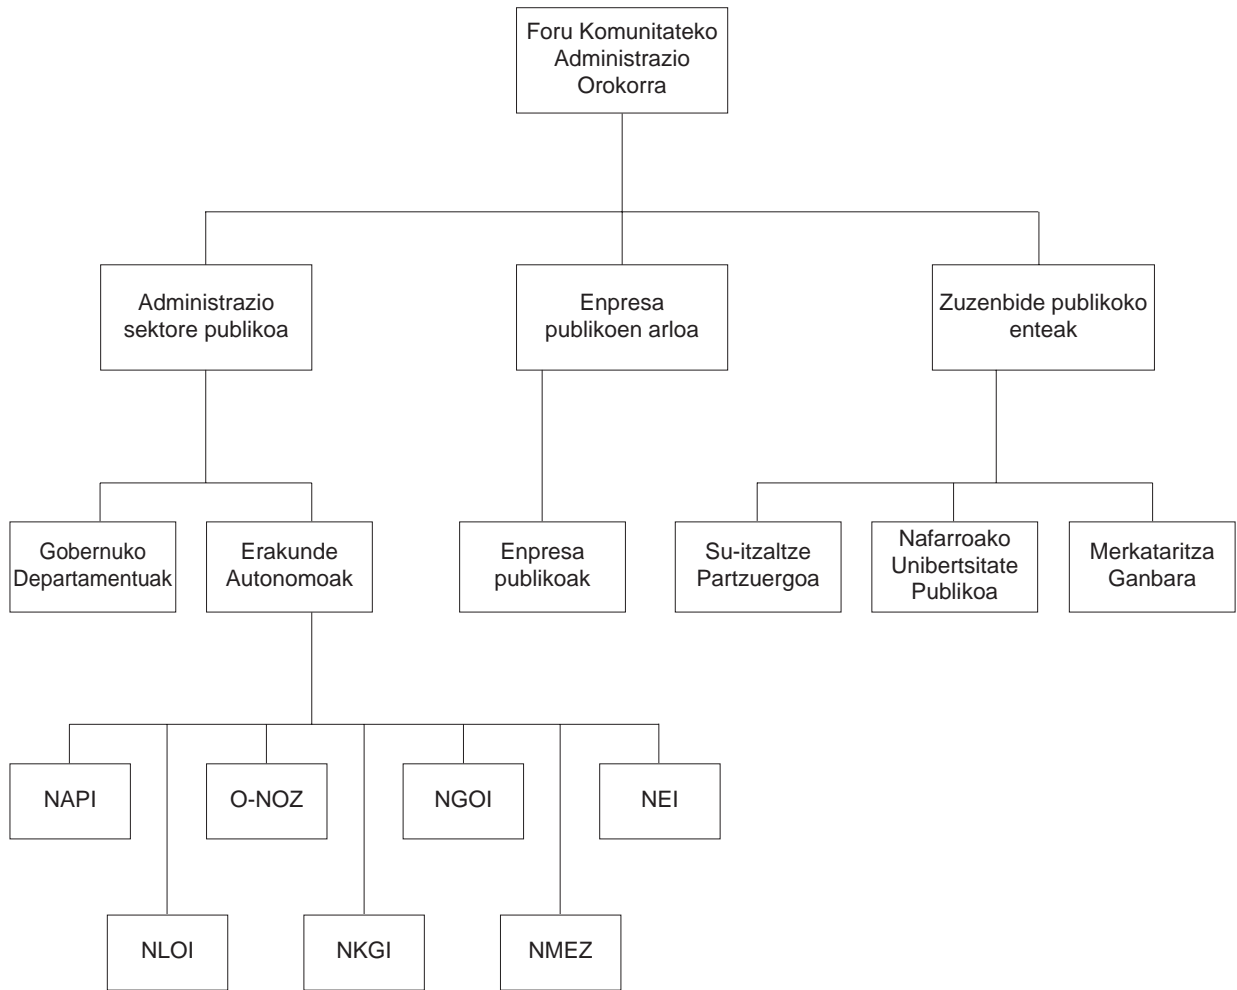 Foru Komunitateko
Administrazio
Orokorra
Administrazio
sektore publikoa
Enpresa
publikoen arloa
Zuzenbide publikoko
enteak
Gobernuko
Departamentuak
Erakunde
Autonomoak
Enpresa
publikoak
Su-itzaltze
Partzuergoa
Nafarroako
Unibertsitate
Publikoa
Merkataritza
Ganbara
NAPI
O-NOZ
NGOI
NEI
NLOI
NKGI
NMEZ